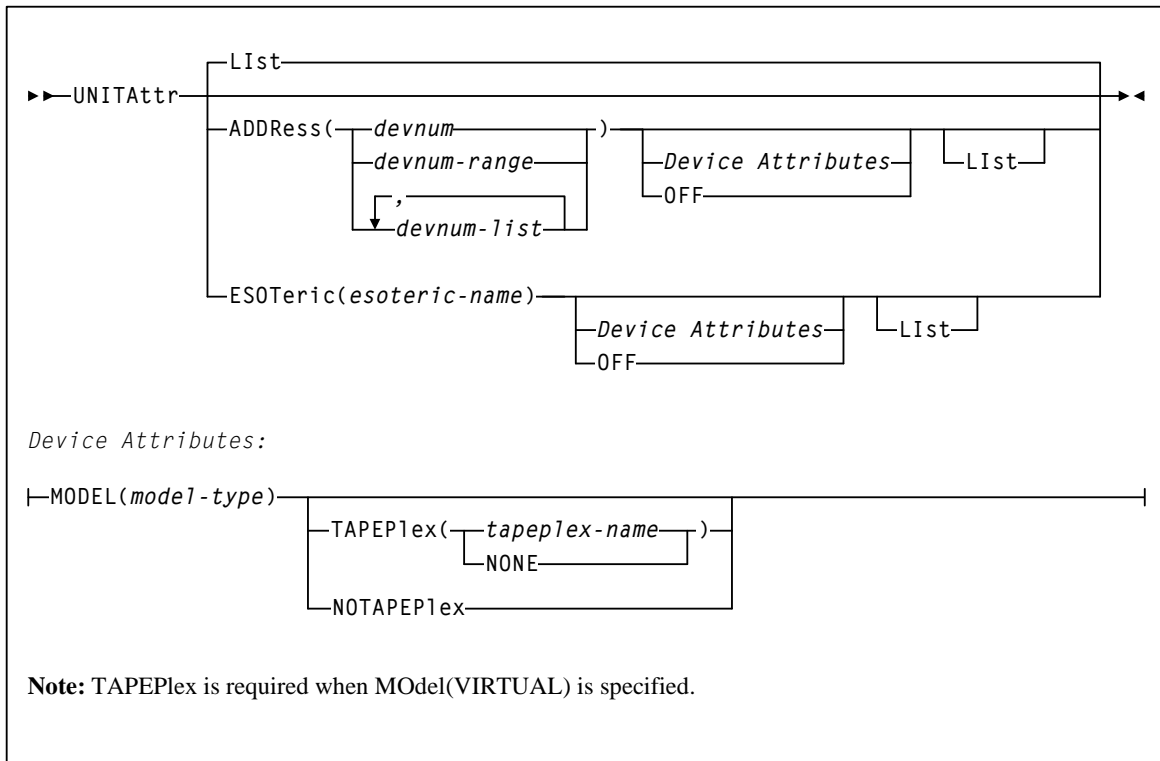 LIst
UNITAttr
ADDRess( devnum )
devnum-range
,
devnum-list
Device Attributes
OFF
LIst
ESOTeric(esoteric-name)
Device Attributes
OFF
LIst
Device Attributes:
MODEL(model-type)
TAPEPlex( tapeplex-name )
NONE
NOTAPEPlex
Note: TAPEPlex is required when MOdel(VIRTUAL) is specified.